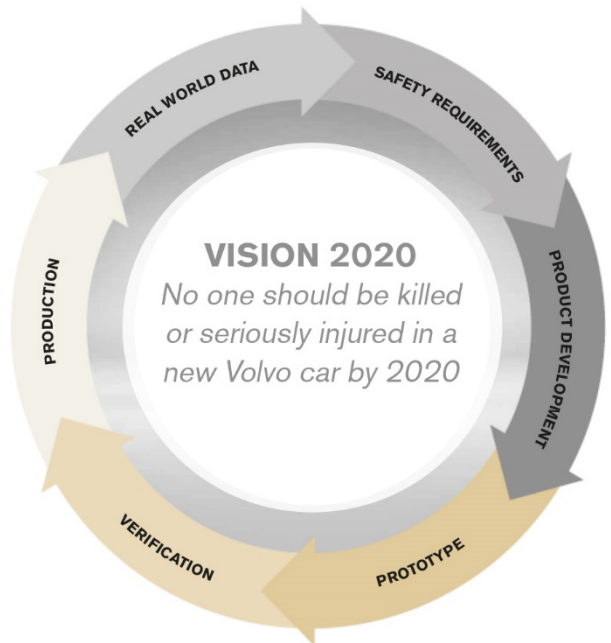 REAL WORLD DATA
SAFETY REQUIREMENTS
PRODUCT DEVELOPMENT
PROTOTYPE
VERIFICATION
PRODUCTION
VISION 2020
No one should be killed
or seriously injured in a
new Volvo car by 2020